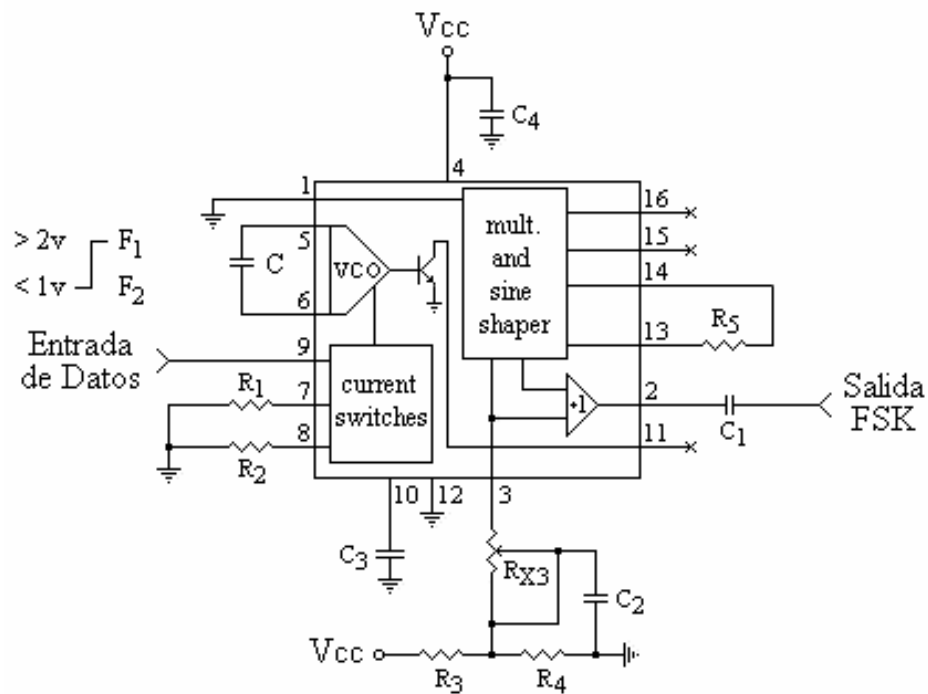 Vcc
C4
4
1
16
> 2v
F1
5
VCO
mult.
and
sine
shaper
15
C
14
< 1v
F2
6
13
R5
Entrada
de Datos
9
current
switches
R1
7
+1
2
Salida
FSK
C1
8
R2
11
10
12
3
C3
RX3
C2
Vcc
R3
R4